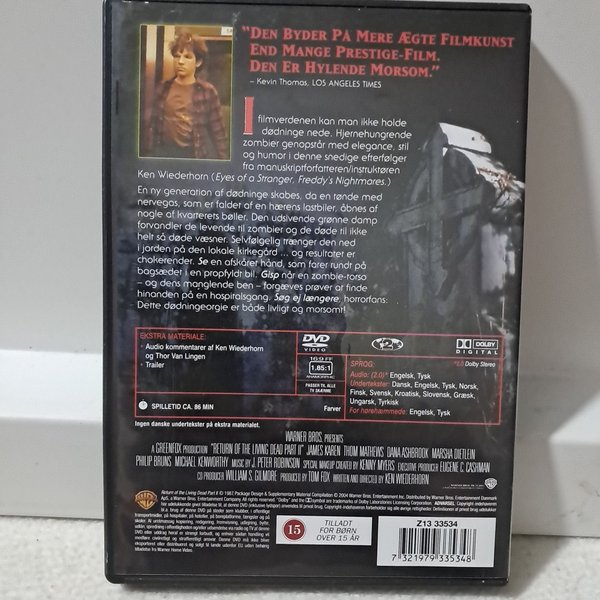 "DEN BYDER PÅ MERE ÆGTE FILMKUNST
END MANGE PRESTIGE-FILM.
DEN ER HYLENDE MORSOM."
– Kevin Thomas, LOS ANGELES TIMES
I filmverdenen kan man ikke holde
dødninge nede. Hjernehungrende
zombier genopstår med elegance, stil
og humor i denne snedige efterfølger
fra manuskriptforfatteren/instruktøren
Ken Wiederhorn (Eyes of a Stranger, Freddy's Nightmares.)
En ny generation af dødninge skabes, da en tønde med
nervegas, som er faldet af en hærens lastbiler, åbnes af
nogle af kvarterets bøller. Den udsivende grønne damp
forvandler de levende til zombier og de døde til ikke
helt så døde væsner. Selvfølgelig trænger den ned
i jorden på den lokale kirkegård ... og resultatet er
chokerende. Se en afskåret hånd, som farer rundt på
bagsædet i en propfyldt bil. Gisp når en zombie-torso
– og dens manglende ben – forgæves prøver at finde
hinanden på en hospitalsgang. Søg ej længere, horrorfans:
Dette dødningeorgie er både livligt og morsomt!
EKSTRA MATERIALE:
• Audio kommentarer af Ken Wiederhorn
og Thor Van Lingen
• Trailer
SPILLETID CA. 86 MIN
Farver
DVD
VIDEO
16:9 FF
1.85:1
ANAMORPHIC
PASSER TIL ALLE
TV SKÆRME
2
DOLBY
DIGITAL
*2.0 Dolby Stereo
SPROG:
Audio: (2.0)* Engelsk, Tysk
Undertekster: Dansk, Engelsk, Tysk, Norsk,
Finsk, Svensk, Kroatisk, Slovensk, Græsk,
Ungarsk, Tyrkisk
For hørehæmmede: Engelsk, Tysk
Ingen danske undertekster på ekstra materialet.
WARNER BROS. PRESENTS
A GREENFOX PRODUCTION "RETURN OF THE LIVING DEAD PART II" JAMES KAREN THOM MATHEWS DANA ASHBROOK MARSHA DIETLEIN
PHILIP BRUNS MICHAEL KENWORTHY MUSIC BY J. PETER ROBINSON SPECIAL MAKEUP CREATED BY KENNY MYERS EXECUTIVE PRODUCER EUGENE C. CASHMAN
CO PRODUCER WILLIAM S. GILMORE PRODUCED BY TOM FOX WRITTEN AND DIRECTED BY KEN WIEDERHORN
15
TILLADT
FOR BØRN
OVER 15 ÅR
Z13 33534
7 321979 335348